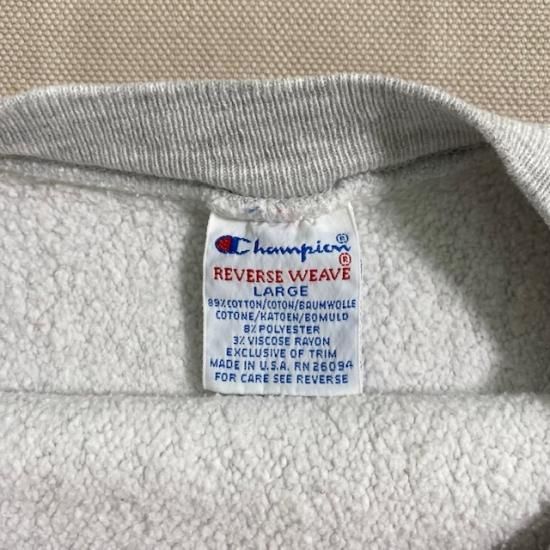 Champion®
REVERSE WEAVE®
LARGE
89% COTTON/COTON/BAUMWOLLE
COTONE/KATOEN/BOMULD
8% POLYESTER
3% VISCOSE RAYON
EXCLUSIVE OF TRIM
MADE IN U.S.A. RN 26094
FOR CARE SEE REVERSE